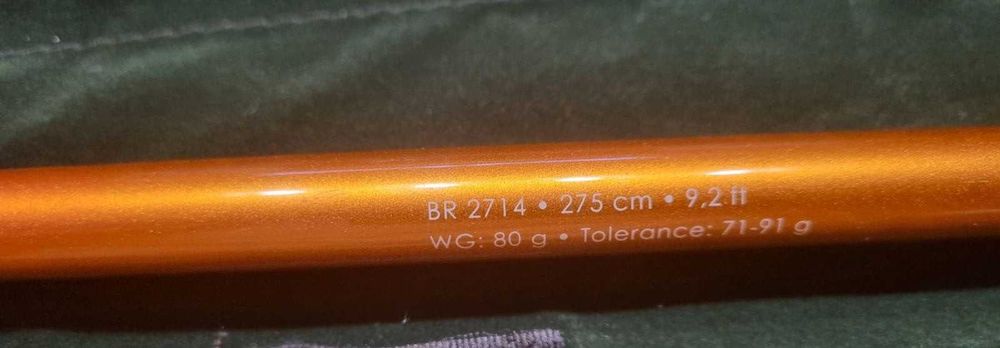 BR 2714 • 275 cm • 9,2 ft
WG: 80 g • Tolerance: 71-91 g